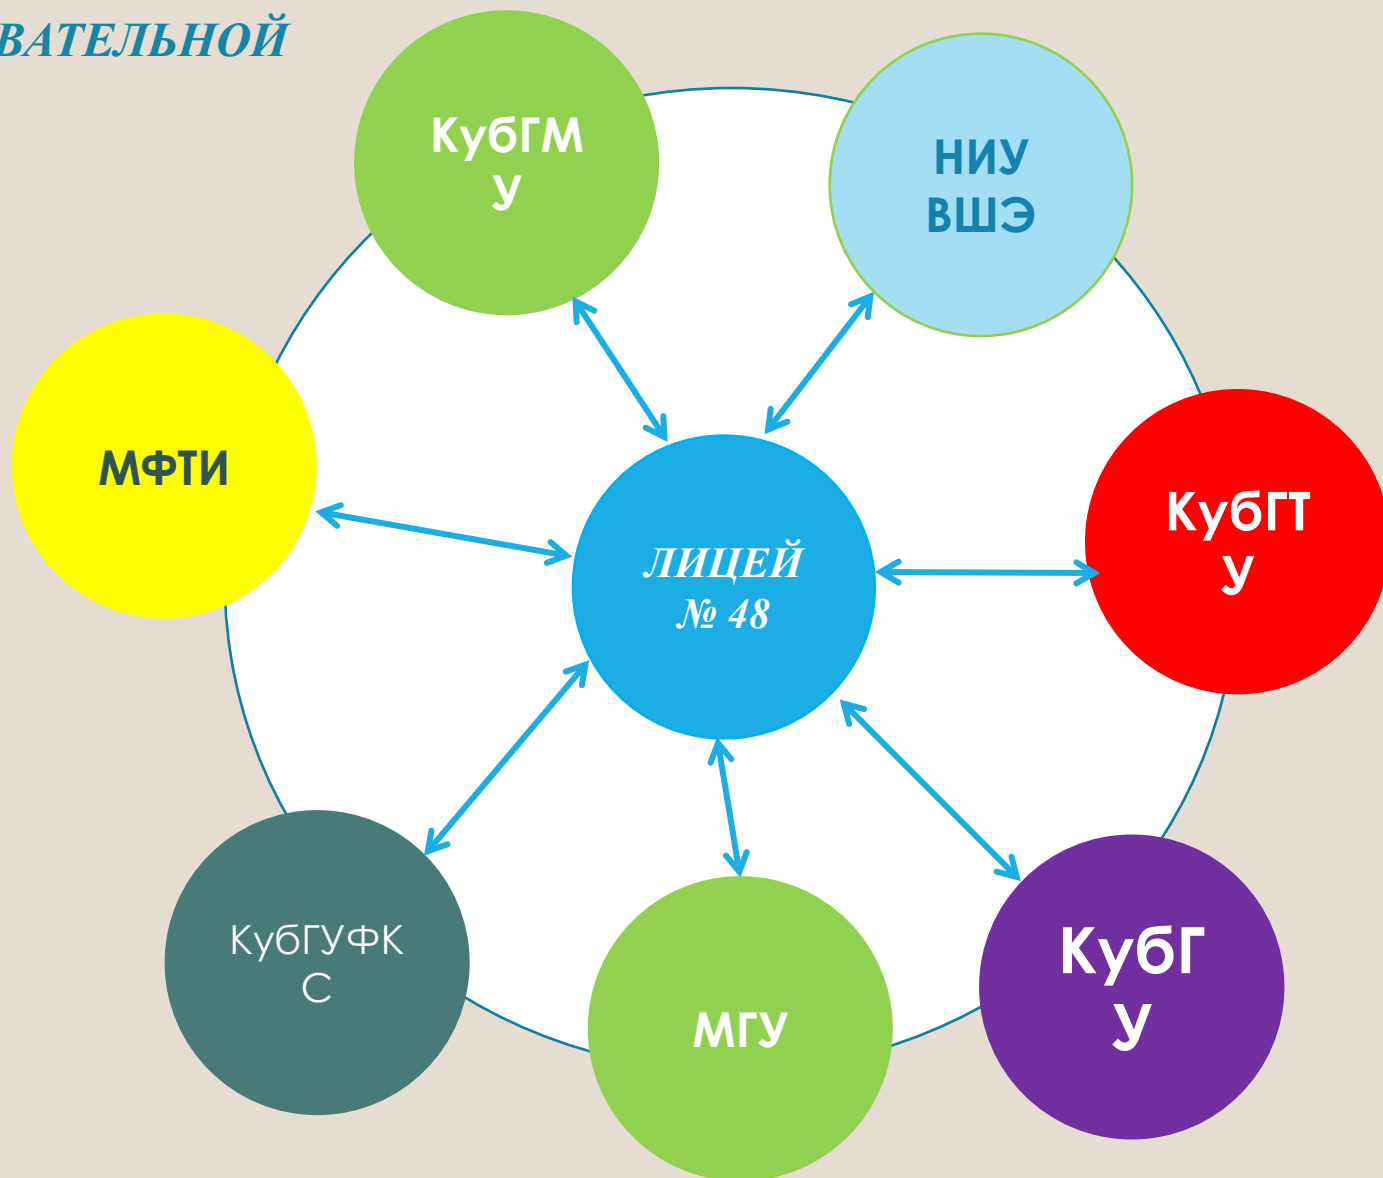 ВАТЕЛЬНОЙ
КубГМ
У
НИУ
ВШЭ
МФТИ
КубГТ
У
ЛИЦЕЙ
№ 48
КубГУФК
С
МГУ
КубГ
У